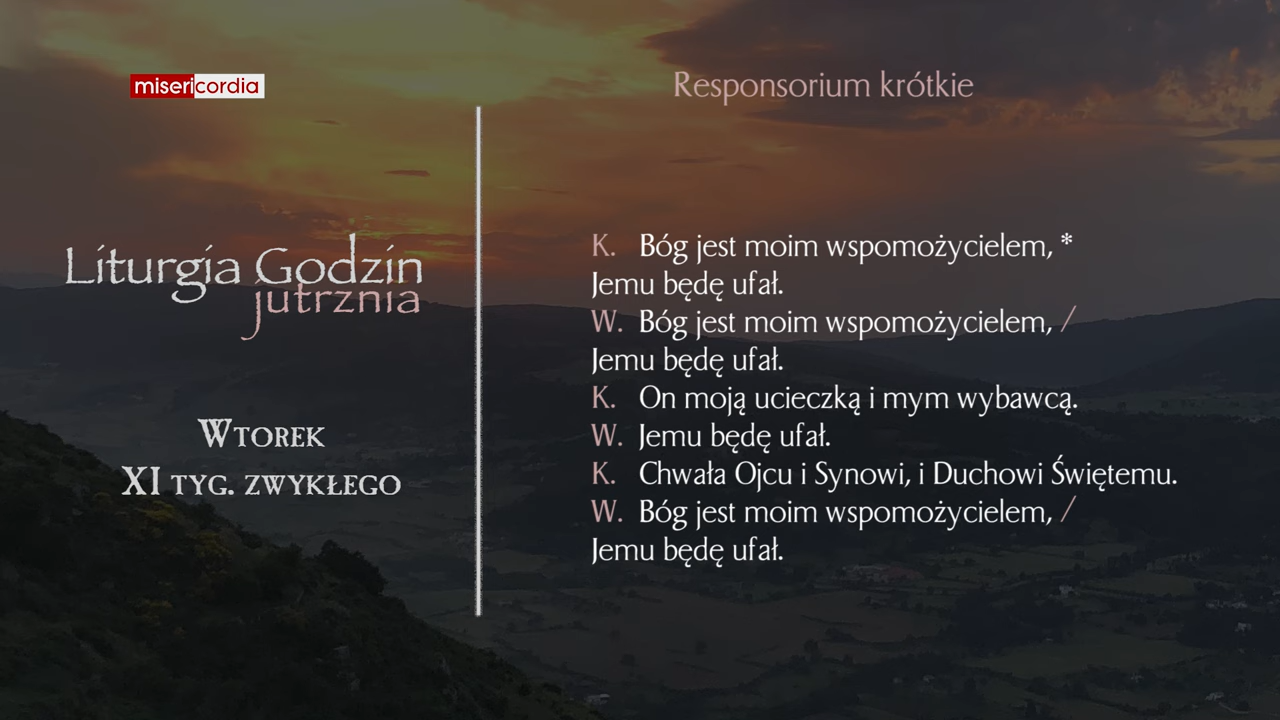 misericordia
Liturgia Godzin
jutrznia
Wtorek
XI tyg. zwykłego
Responsorium krótkie
K. Bóg jest moim wspomożycielem, *
Jemu będę ufał.
W. Bóg jest moim wspomożycielem, /
Jemu będę ufał.
K. On moją ucieczką i mym wybawcą.
W. Jemu będę ufał.
K. Chwała Ojcu i Synowi, i Duchowi Świętemu.
W. Bóg jest moim wspomożycielem, /
Jemu będę ufał.